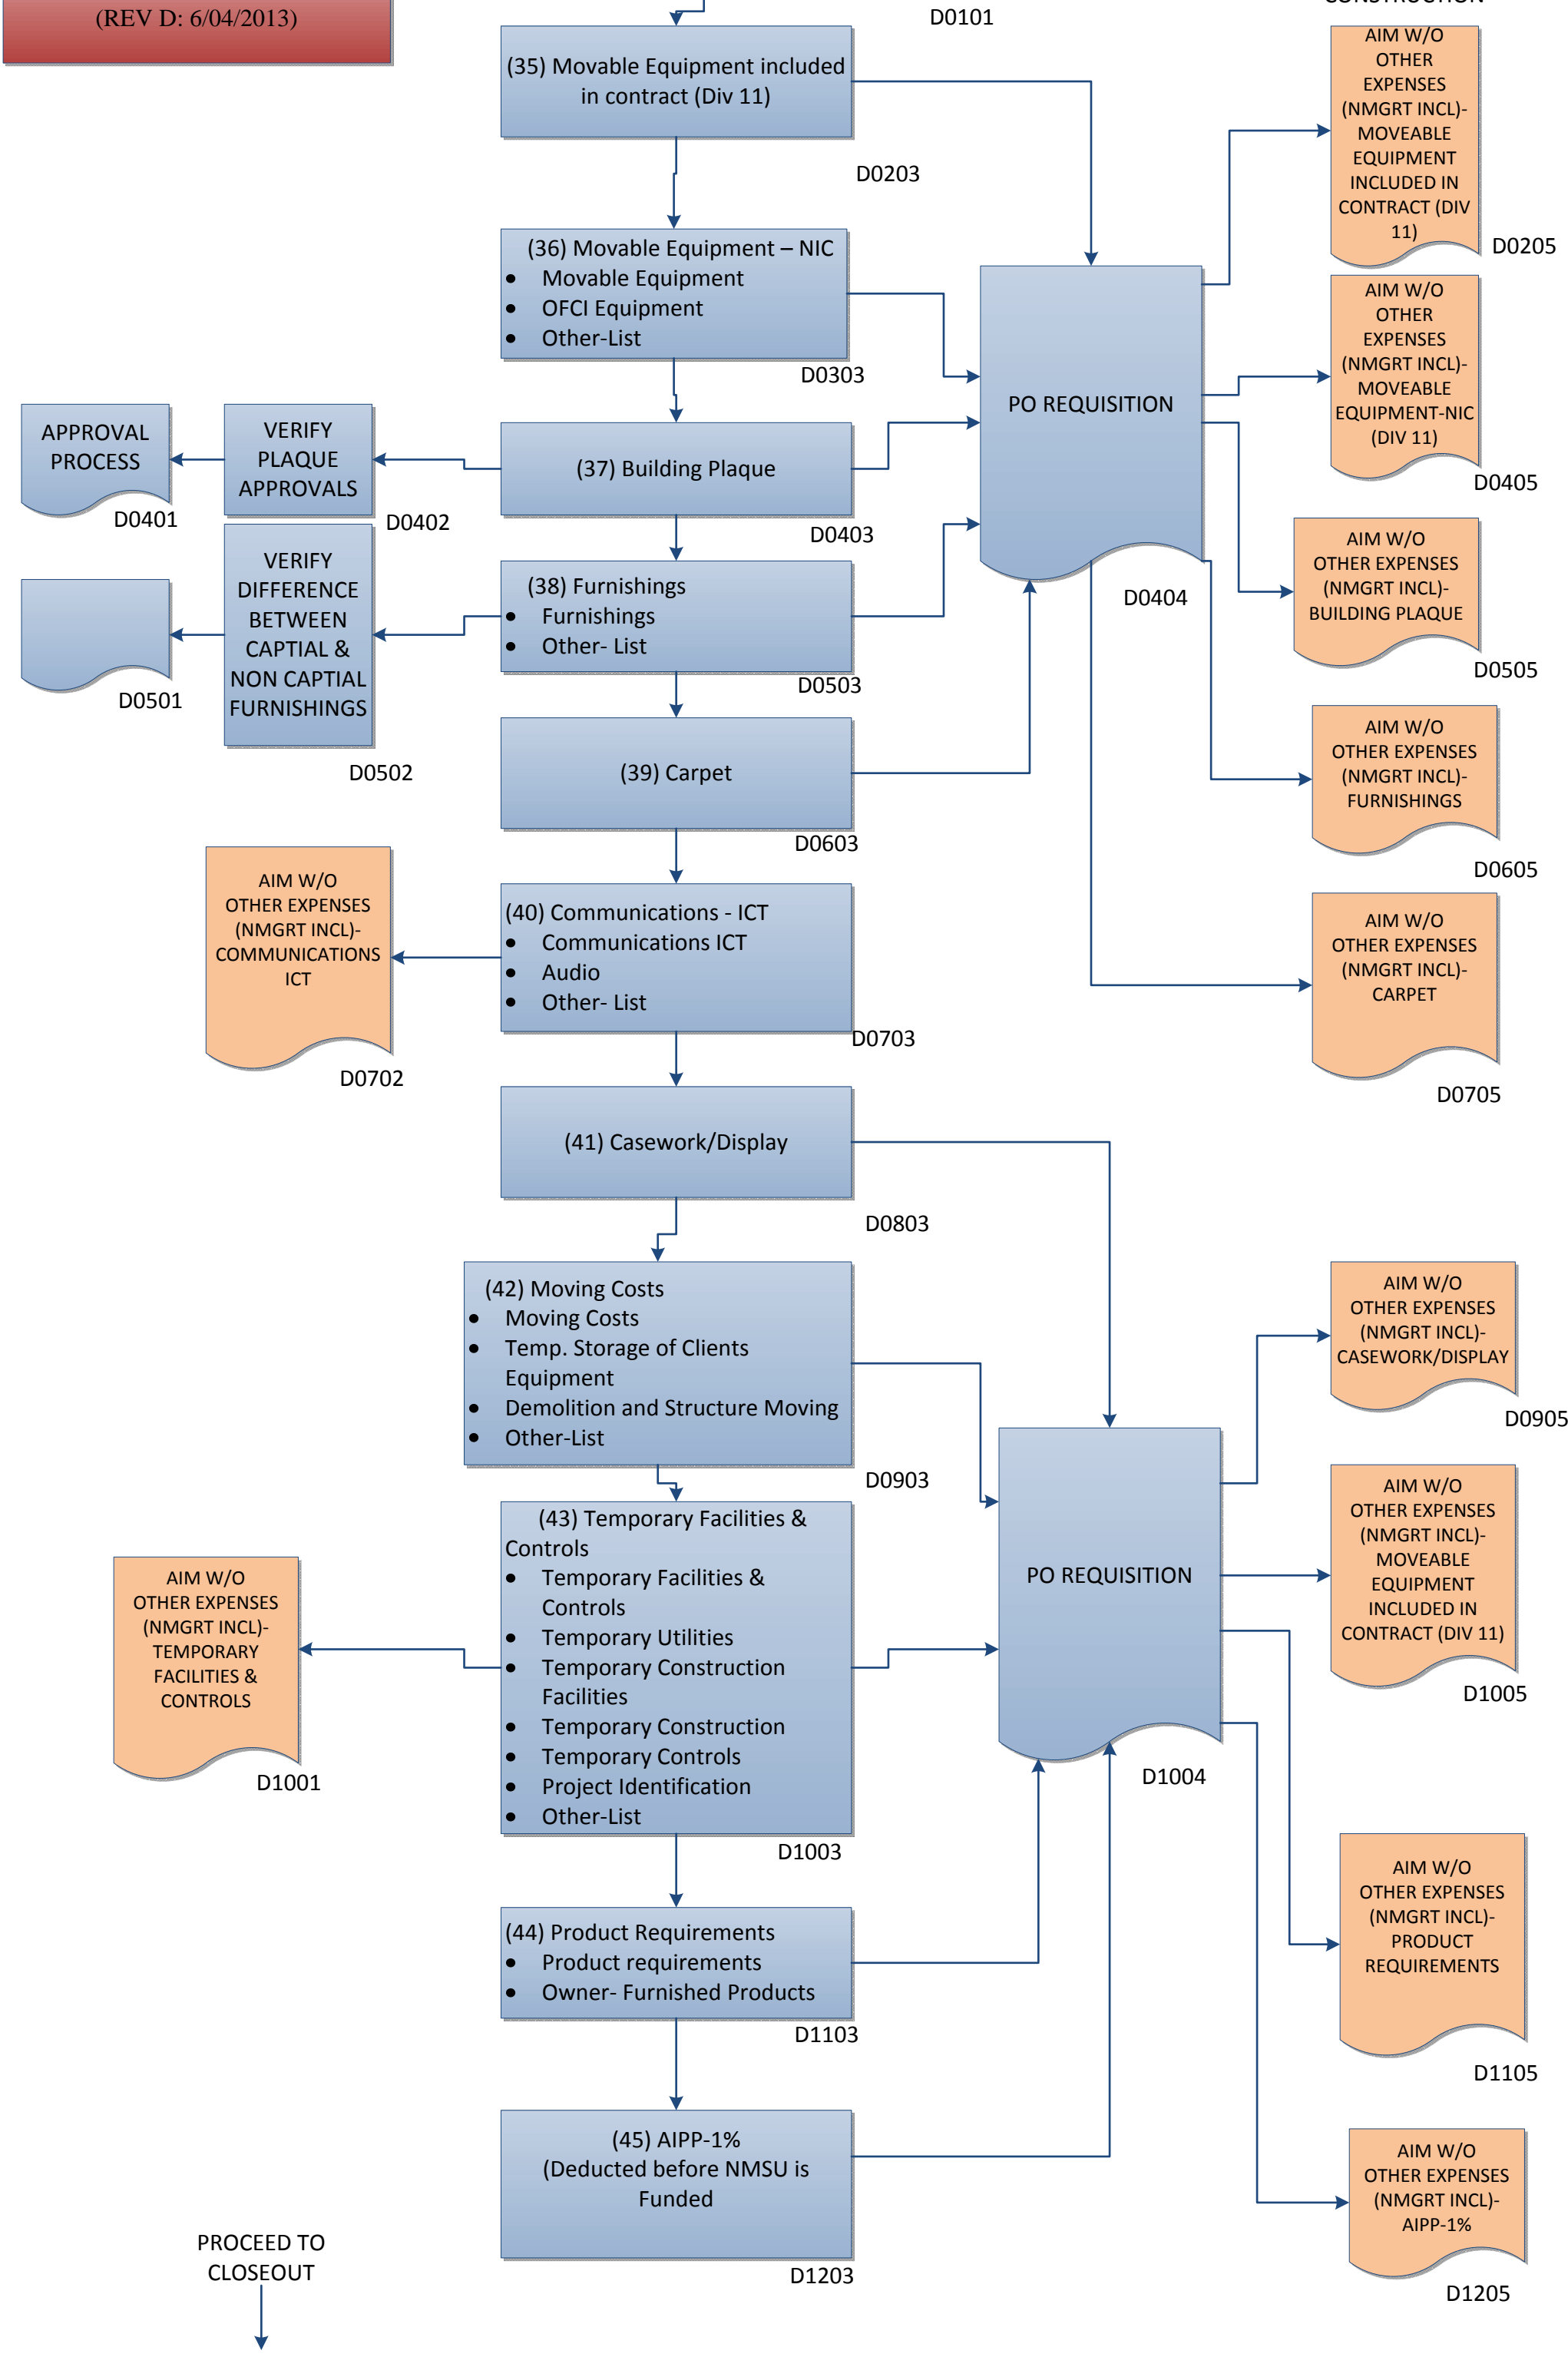 (REV D: 6/04/2013)
D0101
(35) Movable Equipment included
in contract (Div 11)
D0203
AIM W/O
OTHER
EXPENSES
(NMGRT INCL)-
MOVEABLE
EQUIPMENT
INCLUDED IN
CONTRACT (DIV
11)
D0205
(36) Movable Equipment – NIC
• Movable Equipment
• OFCI Equipment
• Other-List
D0303
PO REQUISITION
D0404
AIM W/O
OTHER
EXPENSES
(NMGRT INCL)-
MOVEABLE
EQUIPMENT-NIC
(DIV 11)
D0405
APPROVAL
PROCESS
D0401
VERIFY
PLAQUE
APPROVALS
D0402
(37) Building Plaque
D0403
AIM W/O
OTHER EXPENSES
(NMGRT INCL)-
BUILDING PLAQUE
D0505
D0501
VERIFY
DIFFERENCE
BETWEEN
CAPTIAL &
NON CAPTIAL
FURNISHINGS
D0502
(38) Furnishings
• Furnishings
• Other- List
D0503
AIM W/O
OTHER EXPENSES
(NMGRT INCL)-
FURNISHINGS
D0605
(39) Carpet
D0603
AIM W/O
OTHER EXPENSES
(NMGRT INCL)-
CARPET
D0705
AIM W/O
OTHER EXPENSES
(NMGRT INCL)-
COMMUNICATIONS
ICT
D0702
(40) Communications - ICT
• Communications ICT
• Audio
• Other- List
D0703
(41) Casework/Display
D0803
AIM W/O
OTHER EXPENSES
(NMGRT INCL)-
CASEWORK/DISPLAY
D0905
(42) Moving Costs
• Moving Costs
• Temp. Storage of Clients
Equipment
• Demolition and Structure Moving
• Other-List
D0903
PO REQUISITION
D1004
AIM W/O
OTHER EXPENSES
(NMGRT INCL)-
MOVEABLE
EQUIPMENT
INCLUDED IN
CONTRACT (DIV 11)
D1005
AIM W/O
OTHER EXPENSES
(NMGRT INCL)-
TEMPORARY
FACILITIES &
CONTROLS
D1001
(43) Temporary Facilities &
Controls
• Temporary Facilities &
Controls
• Temporary Utilities
• Temporary Construction
Facilities
• Temporary Construction
• Temporary Controls
• Project Identification
• Other-List
D1003
AIM W/O
OTHER EXPENSES
(NMGRT INCL)-
PRODUCT
REQUIREMENTS
D1105
(44) Product Requirements
• Product requirements
• Owner- Furnished Products
D1103
(45) AIPP-1%
(Deducted before NMSU is
Funded
D1203
AIM W/O
OTHER EXPENSES
(NMGRT INCL)-
AIPP-1%
D1205
PROCEED TO
CLOSEOUT